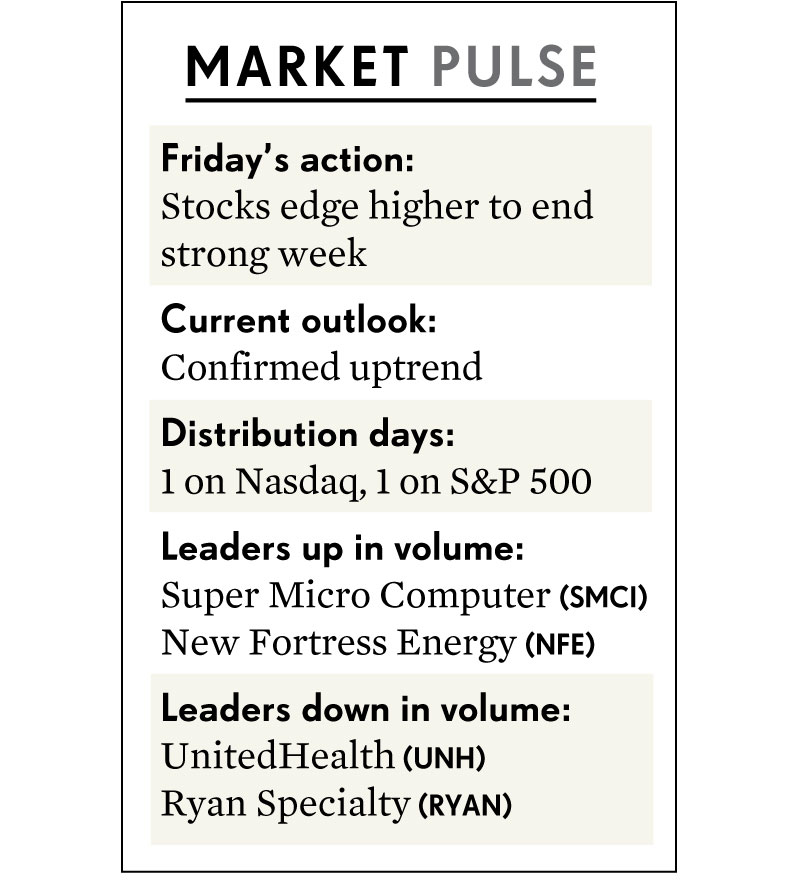 MARKET PULSE
Friday’s action:
Stocks edge higher to end
strong week
Current outlook:
Confirmed uptrend
Distribution days:
1 on Nasdaq, 1 on S&P 500
Leaders up in volume:
Super Micro Computer (SMCI)
New Fortress Energy (NFE)
Leaders down in volume:
UnitedHealth (UNH)
Ryan Specialty (RYAN)